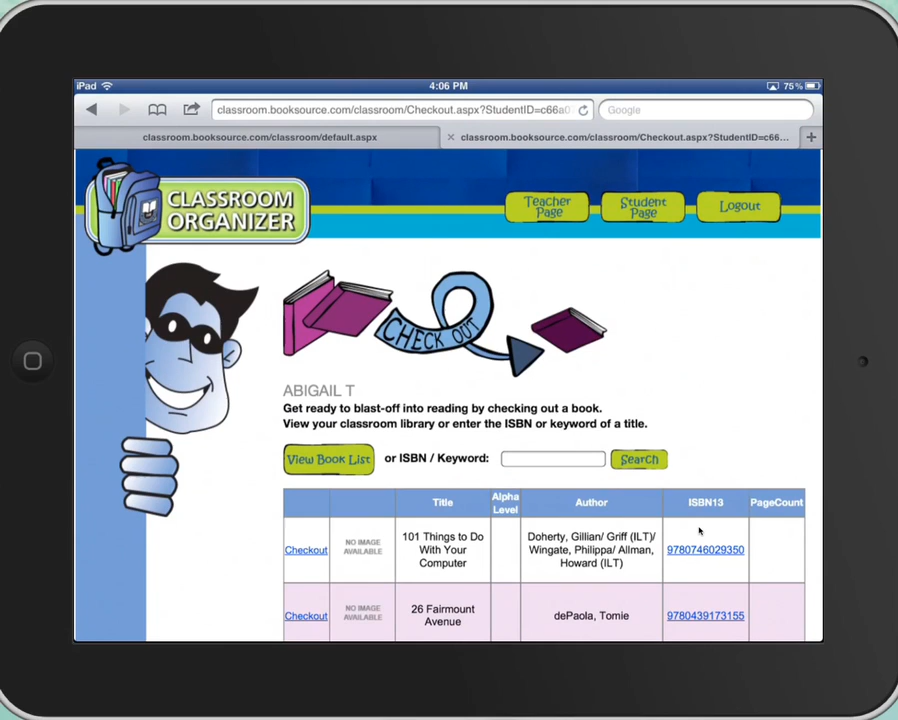 iPad
4:06 PM
75%
classroom.booksource.com/classroom/Checkout.aspx?StudentID=c66a0
Google
classroom.booksource.com/classroom/default.aspx
classroom.booksource.com/classroom/Checkout.aspx?StudentID=c66...
CLASSROOM
ORGANIZER
Teacher
Page
Student
Page
Logout
CHECK OUT
ABIGAIL T
Get ready to blast-off into reading by checking out a book.
View your classroom library or enter the ISBN or keyword of a title.
View Book List
or ISBN / Keyword:
Search
Title
Alpha
Level
Author
ISBN13
PageCount
Checkout
NO IMAGE
AVAILABLE
101 Things to Do
With Your
Computer
Doherty, Gillian/ Griff (ILT)/
Wingate, Philippa/ Allman,
Howard (ILT)
9780746029350
Checkout
NO IMAGE
AVAILABLE
26 Fairmount
Avenue
dePaola, Tomie
9780439173155